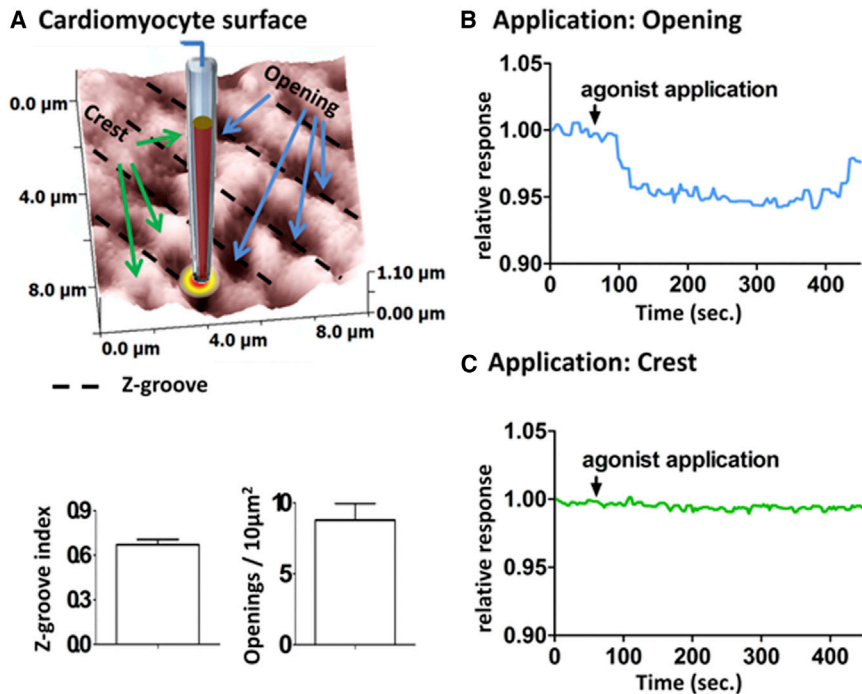 A Cardiomyocyte surface
Crest
Opening
0.0 µm
4.0 µm
8.0 µm
0.0 µm
4.0 µm
8.0 µm
1.10 µm
0.00 µm
Z-groove
Z-groove index
0.9
0.6
0.3
0.0
Openings / 10µm²
10
5
0
B Application: Opening
relative response
1.05
1.00
0.95
0.90
agonist application
0 100 200 300 400
Time (sec.)
C Application: Crest
relative response
1.05
1.00
0.95
0.90
agonist application
0 100 200 300 400
Time (sec.)